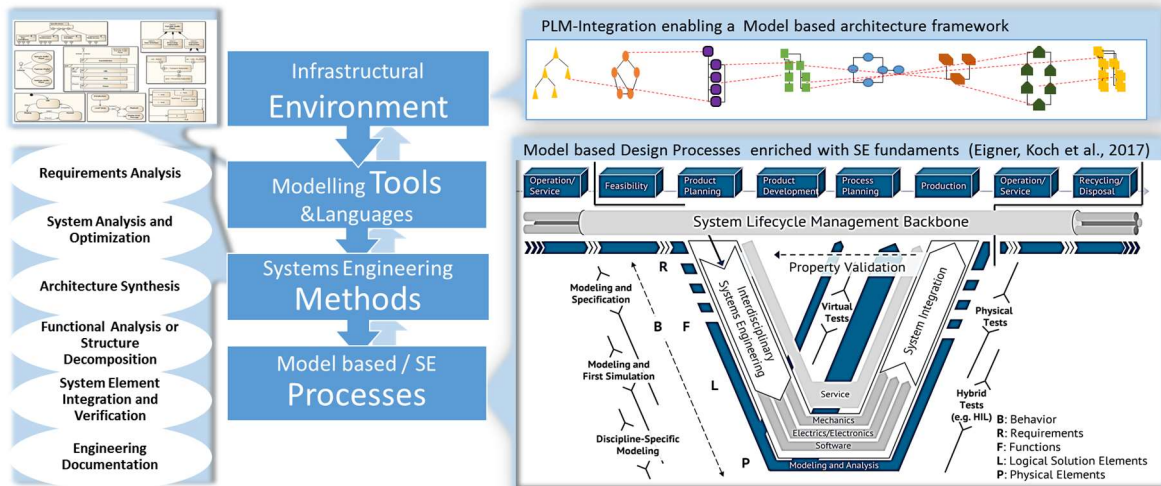 Infrastructural
Environment
Modelling Tools
&Languages
Systems Engineering
Methods
Model based / SE
Processes
Requirements Analysis
System Analysis and
Optimization
Architecture Synthesis
Functional Analysis or
Structure
Decomposition
System Element
Integration and
Verification
Engineering
Documentation
PLM-Integration enabling a Model based architecture framework
Model based Design Processes enriched with SE fundaments (Eigner, Koch et al., 2017)
Operation/
Service
Feasibility
Product
Planning
Product
Development
Process
Planning
Production
Operation/
Service
Recycling/
Disposal
System Lifecycle Management Backbone
Property Validation
R
B
F
L
P
Modeling and
Specification
Modeling and
First Simulation
Discipline-Specific
Modeling
Interdisciplinary
Systems Engineering
Virtual
Tests
System Integration
Physical
Tests
Hybrid
Tests
(e.g. HIL)
Service
Mechanics
Electrics/Electronics
Software
Modeling and Analysis
B: Behavior
R: Requirements
F: Functions
L: Logical Solution Elements
P: Physical Elements